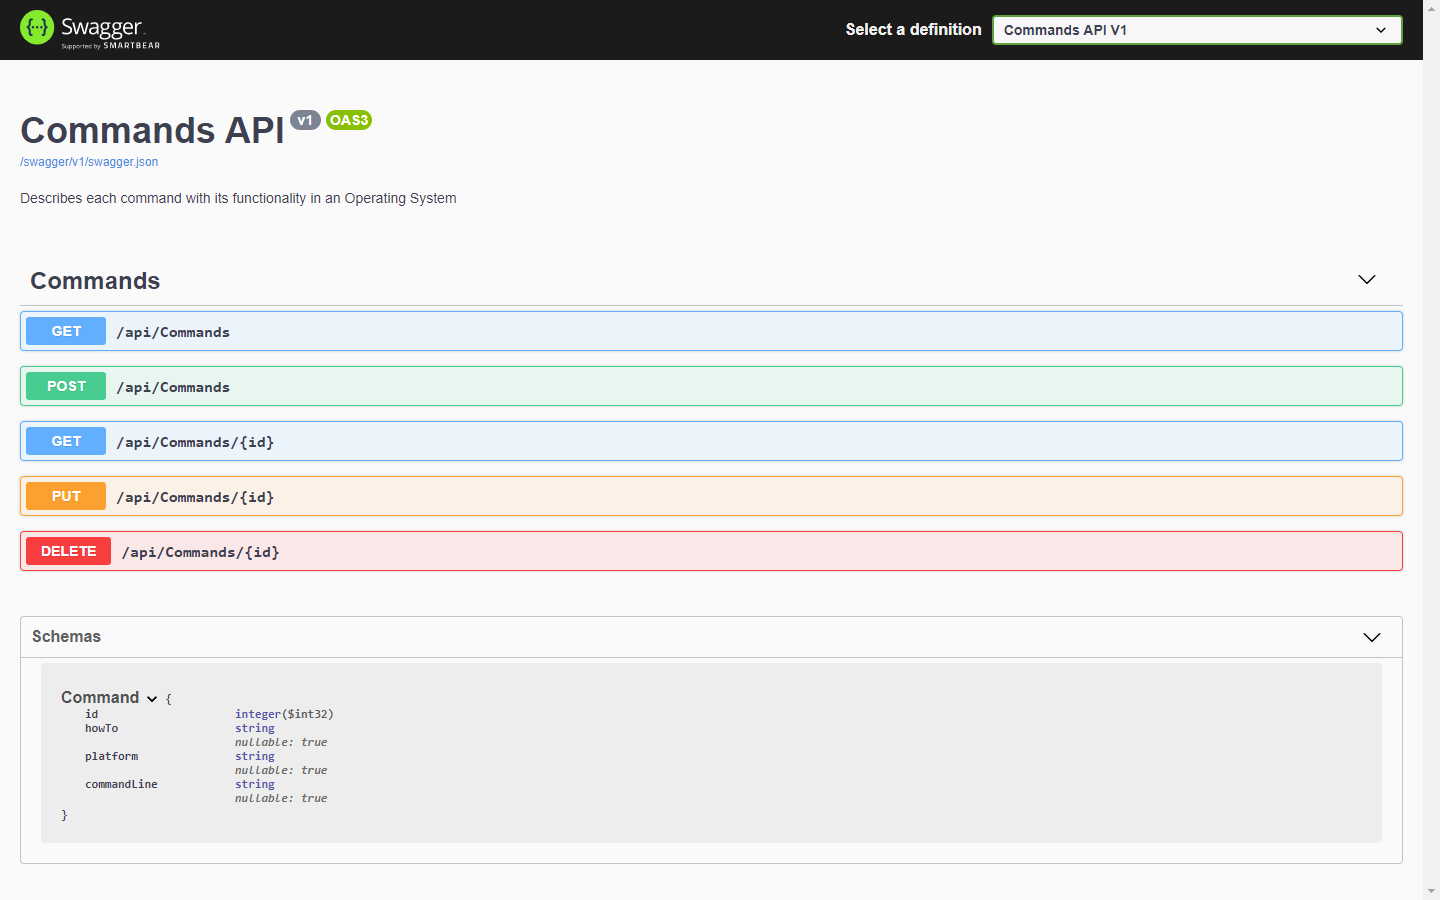 Swagger.
Supported by SMARTBEAR
Select a definition
Commands API V1
Commands API v1 OAS3
/swagger/v1/swagger.json
Describes each command with its functionality in an Operating System
Commands
GET /api/Commands
POST /api/Commands
GET /api/Commands/{id}
PUT /api/Commands/{id}
DELETE /api/Commands/{id}
Schemas
Command {
id integer($int32)
howTo string
nullable: true
platform string
nullable: true
commandLine string
nullable: true
}